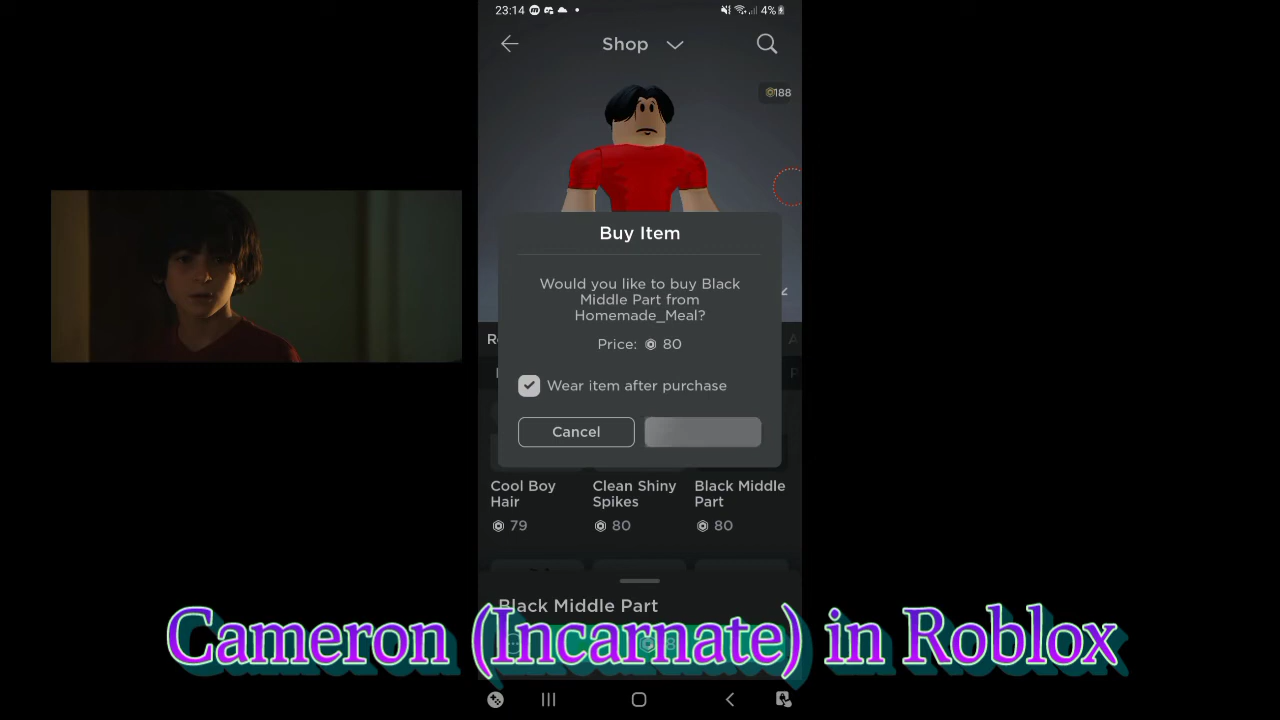 23:14
4%
Shop
188
Buy Item
Would you like to buy Black
Middle Part from
Homemade_Meal?
Price: 80
Wear item after purchase
Cancel
Cool Boy
Hair
79
Clean Shiny
Spikes
80
Black Middle
Part
80
Black Middle Part
Cameron (Incarnate) in Roblox